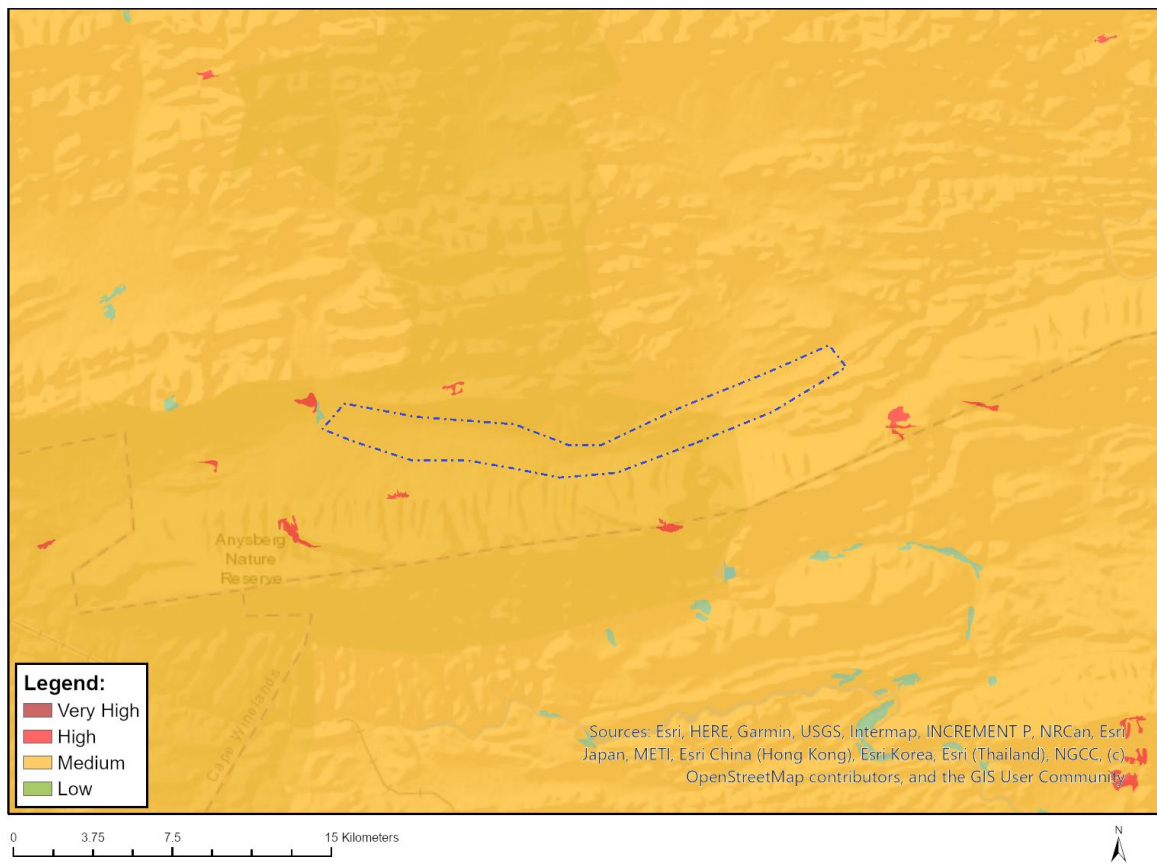 Anysberg
Nature
Reserve
Cape Winelands
Legend:
Very High
High
Medium
Low
Sources: Esri, HERE, Garmin, USGS, Intermap, INCREMENT P, NRCan, Esri
Japan, METI, Esri China (Hong Kong), Esri Korea, Esri (Thailand), NGCC, (c)
OpenStreetMap contributors, and the GIS User Community
0 3.75 7.5 15 Kilometers
N